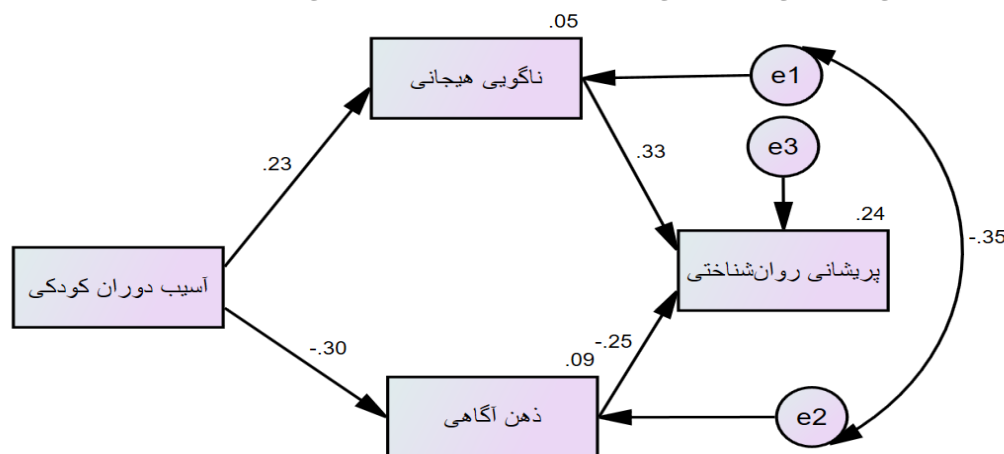 .05
ناگویی هیجانی
e1
e3
.23
.33
.24
-.35
پریشانی روان‌شناختی
آسیب دوران کودکی
-.30
-.25
.09
ذهن آگاهی
e2